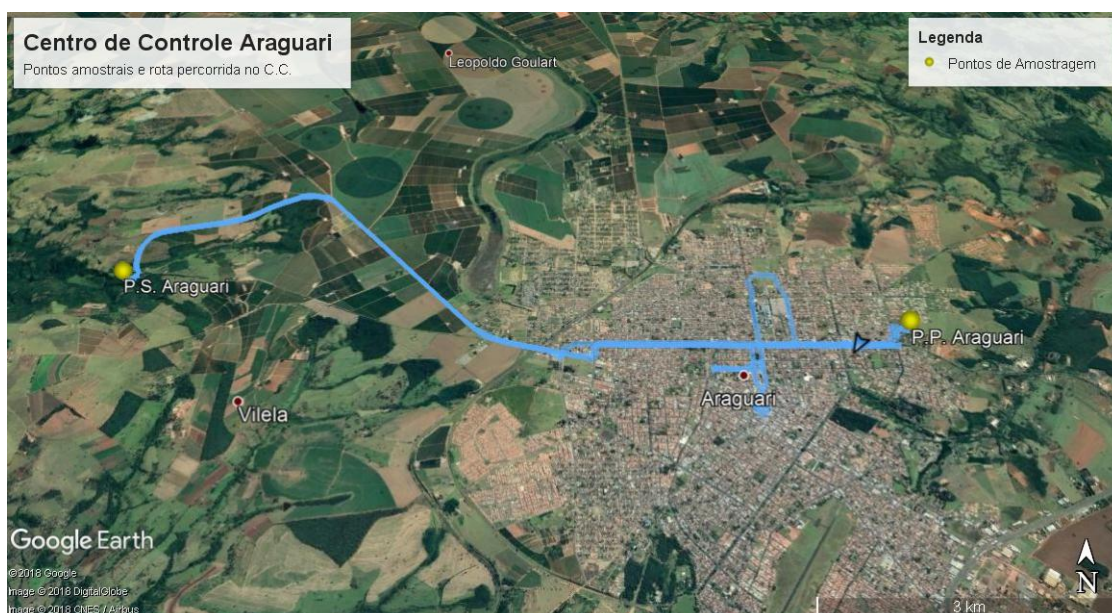 Centro de Controle Araguari
Pontos amostrais e rota percorrida no C.C.
Legenda
Pontos de Amostragem
Leopoldo Goulart
P.S. Araguari
P.P. Araguari
Araguari
Vilela
Google Earth
©2018 Google
Image © 2018 DigitalGlobe
Image © 2018 CNES / Airbus
N
3 km